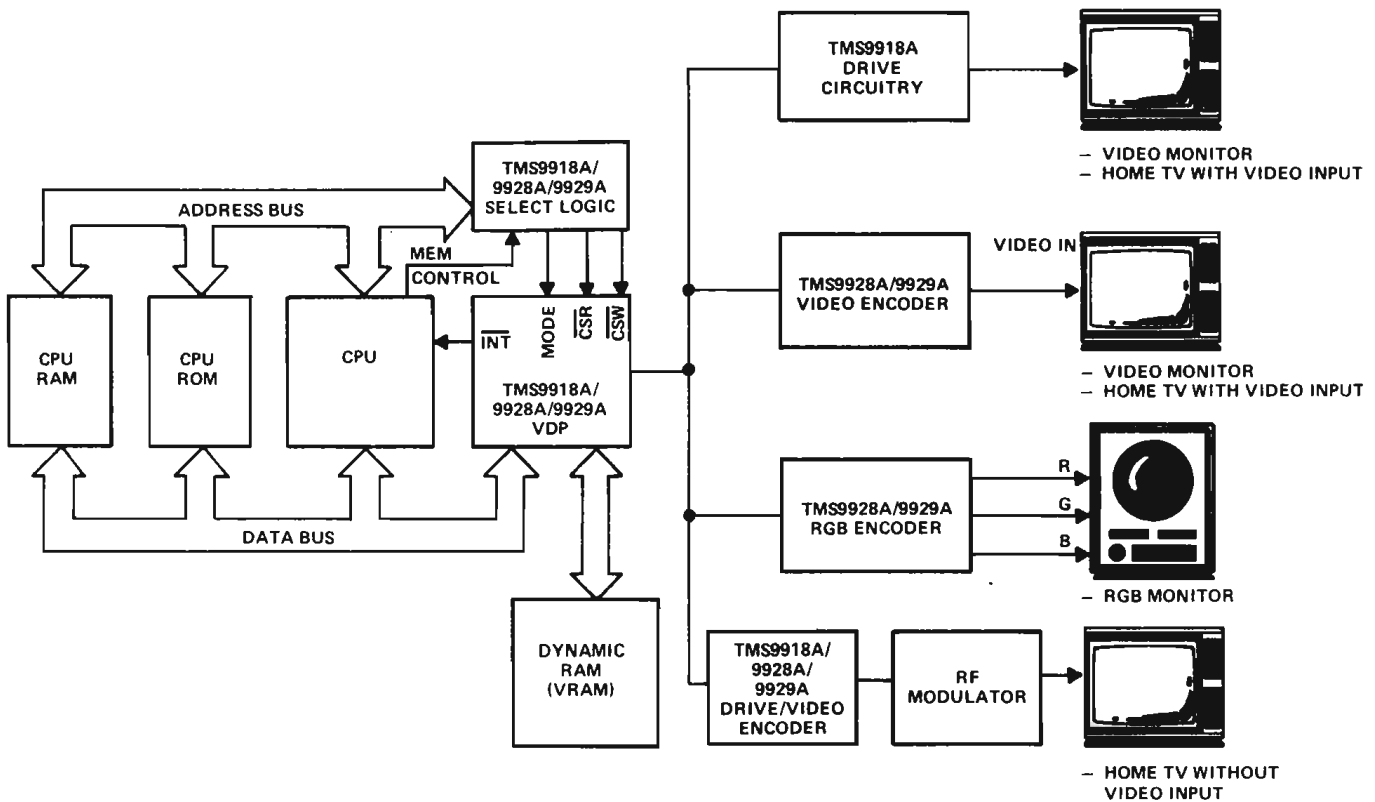 TMS9918A
DRIVE
CIRCUITRY
– VIDEO MONITOR
– HOME TV WITH VIDEO INPUT
TMS9918A/
9928A/9929A
SELECT LOGIC
ADDRESS BUS
MEM
CONTROL
CPU
RAM
CPU
ROM
CPU
INT
MODE
CSR
CSW
TMS9918A/
9928A/9929A
VDP
DATA BUS
DYNAMIC
RAM
(VRAM)
TMS9928A/9929A
VIDEO ENCODER
VIDEO IN
– VIDEO MONITOR
– HOME TV WITH VIDEO INPUT
TMS9928A/9929A
RGB ENCODER
R
G
B
– RGB MONITOR
TMS9918A/
9928A/
9929A
DRIVE/VIDEO
ENCODER
RF
MODULATOR
– HOME TV WITHOUT
VIDEO INPUT